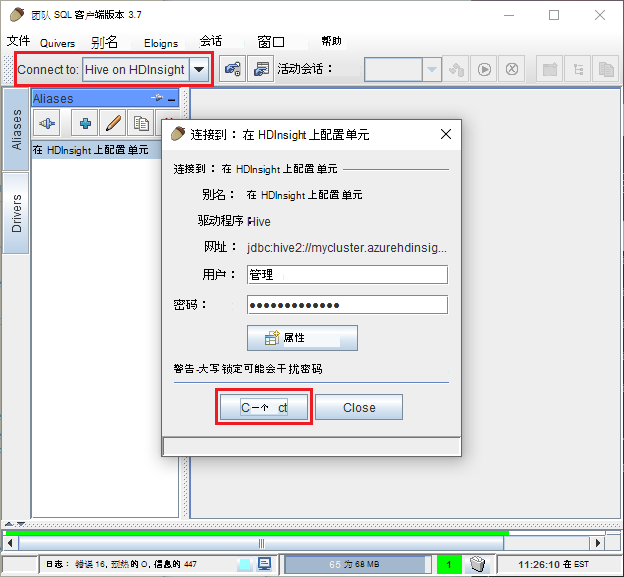 团队 SQL 客户端版本 3.7
文件 Quivers 别名 Eloigns 会话 窗口 帮助
Connect to: Hive on HDInsight 活动会话：
Aliases
Aliases
Drivers
在 HDInsight 上配置单元
连接到：在 HDInsight 上配置单元
连接到：在 HDInsight 上配置单元
别名： 在 HDInsight 上配置单元
驱动程序 Hive
网址： jdbc:hive2://mycluster.azurehdinsig...
用户： 管理
密码： ●●●●●●●●●●●●●
属性
警告-大写锁定可能会干扰密码
C一个 ct Close
日志：错误 16, 预热的 O, 信息的 447 65 为 68 MB 1 11:26:10 在 EST